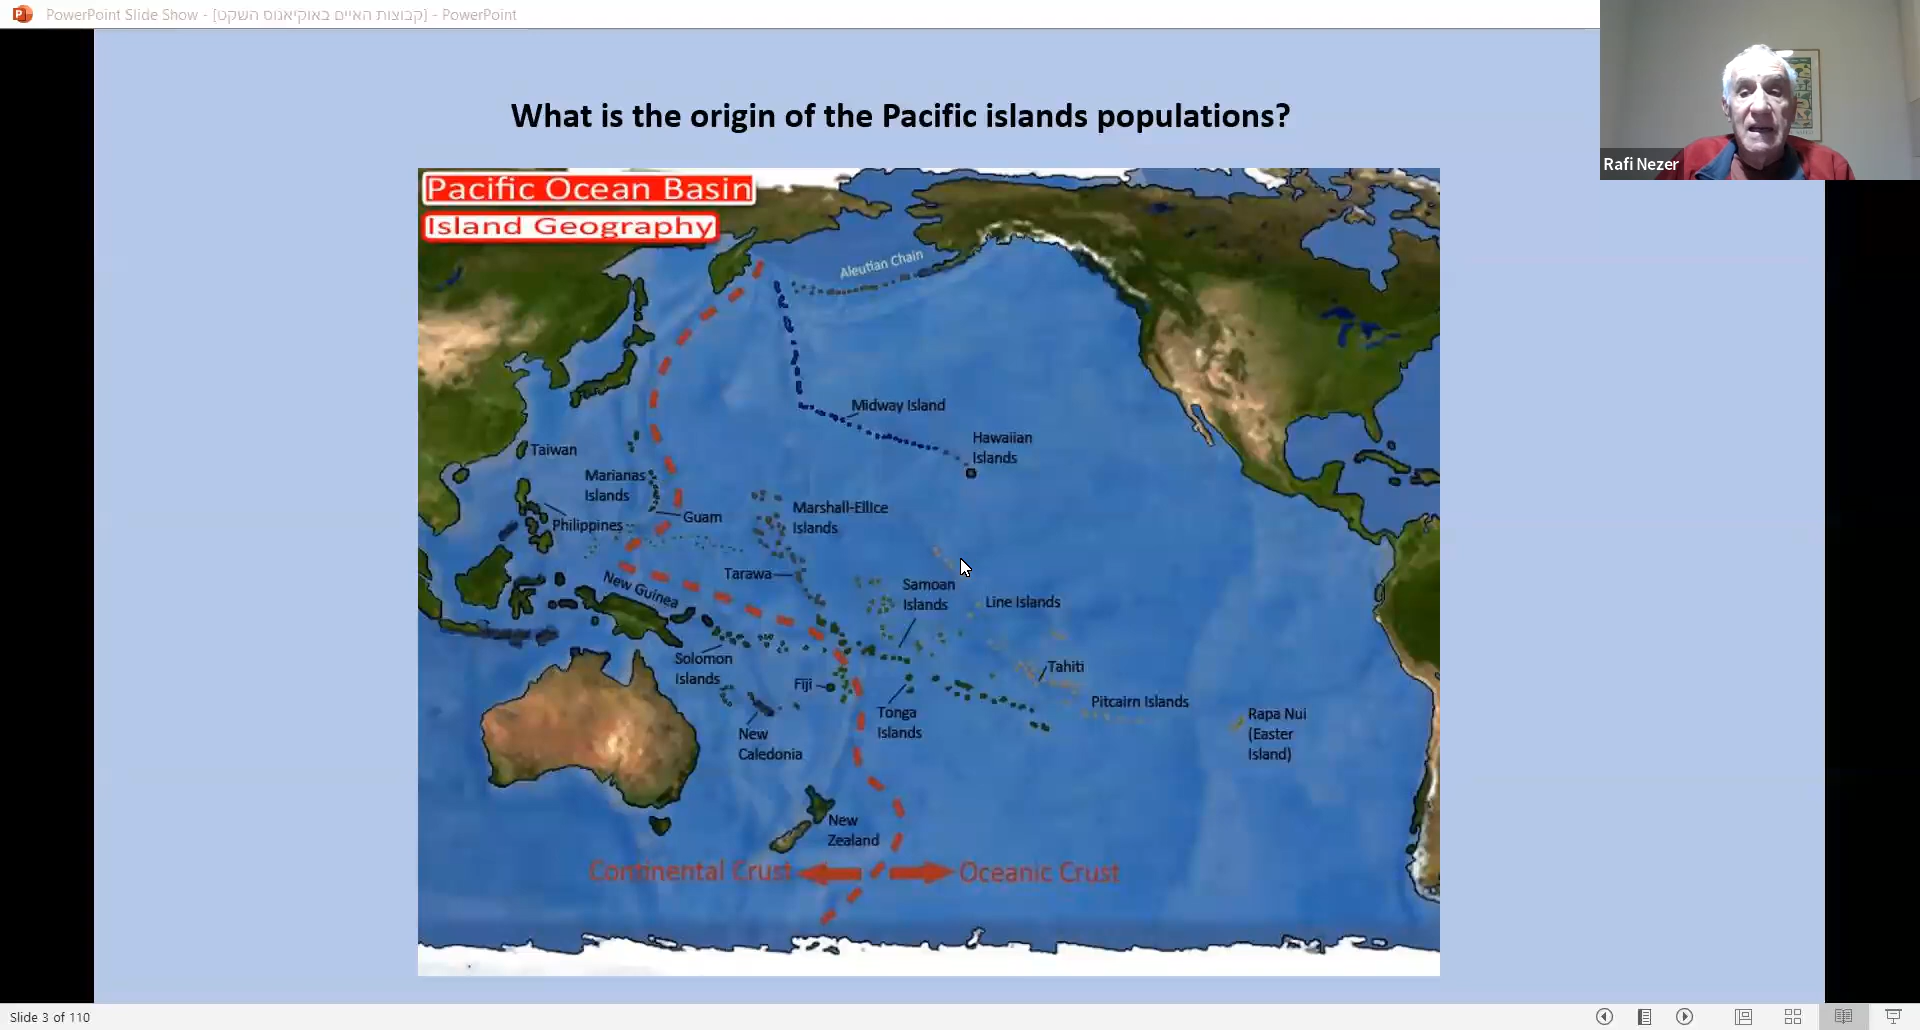 PowerPoint Slide Show - [קבוצות האיים באוקיאנוס השקט] - PowerPoint
What is the origin of the Pacific islands populations?
Rafi Nezer
Pacific Ocean Basin
Island Geography
Aleutian Chain
Midway Island
Hawaiian
Islands
Taiwan
Marianas
Islands
Philippines
Guam
Marshall-Ellice
Islands
Tarawa
New Guinea
Samoan
Islands
Line Islands
Solomon
Islands
Fiji
Tahiti
Pitcairn Islands
Tonga
Islands
Rapa Nui
(Easter
Island)
New
Caledonia
New
Zealand
Continental Crust
Oceanic Crust
Slide 3 of 110